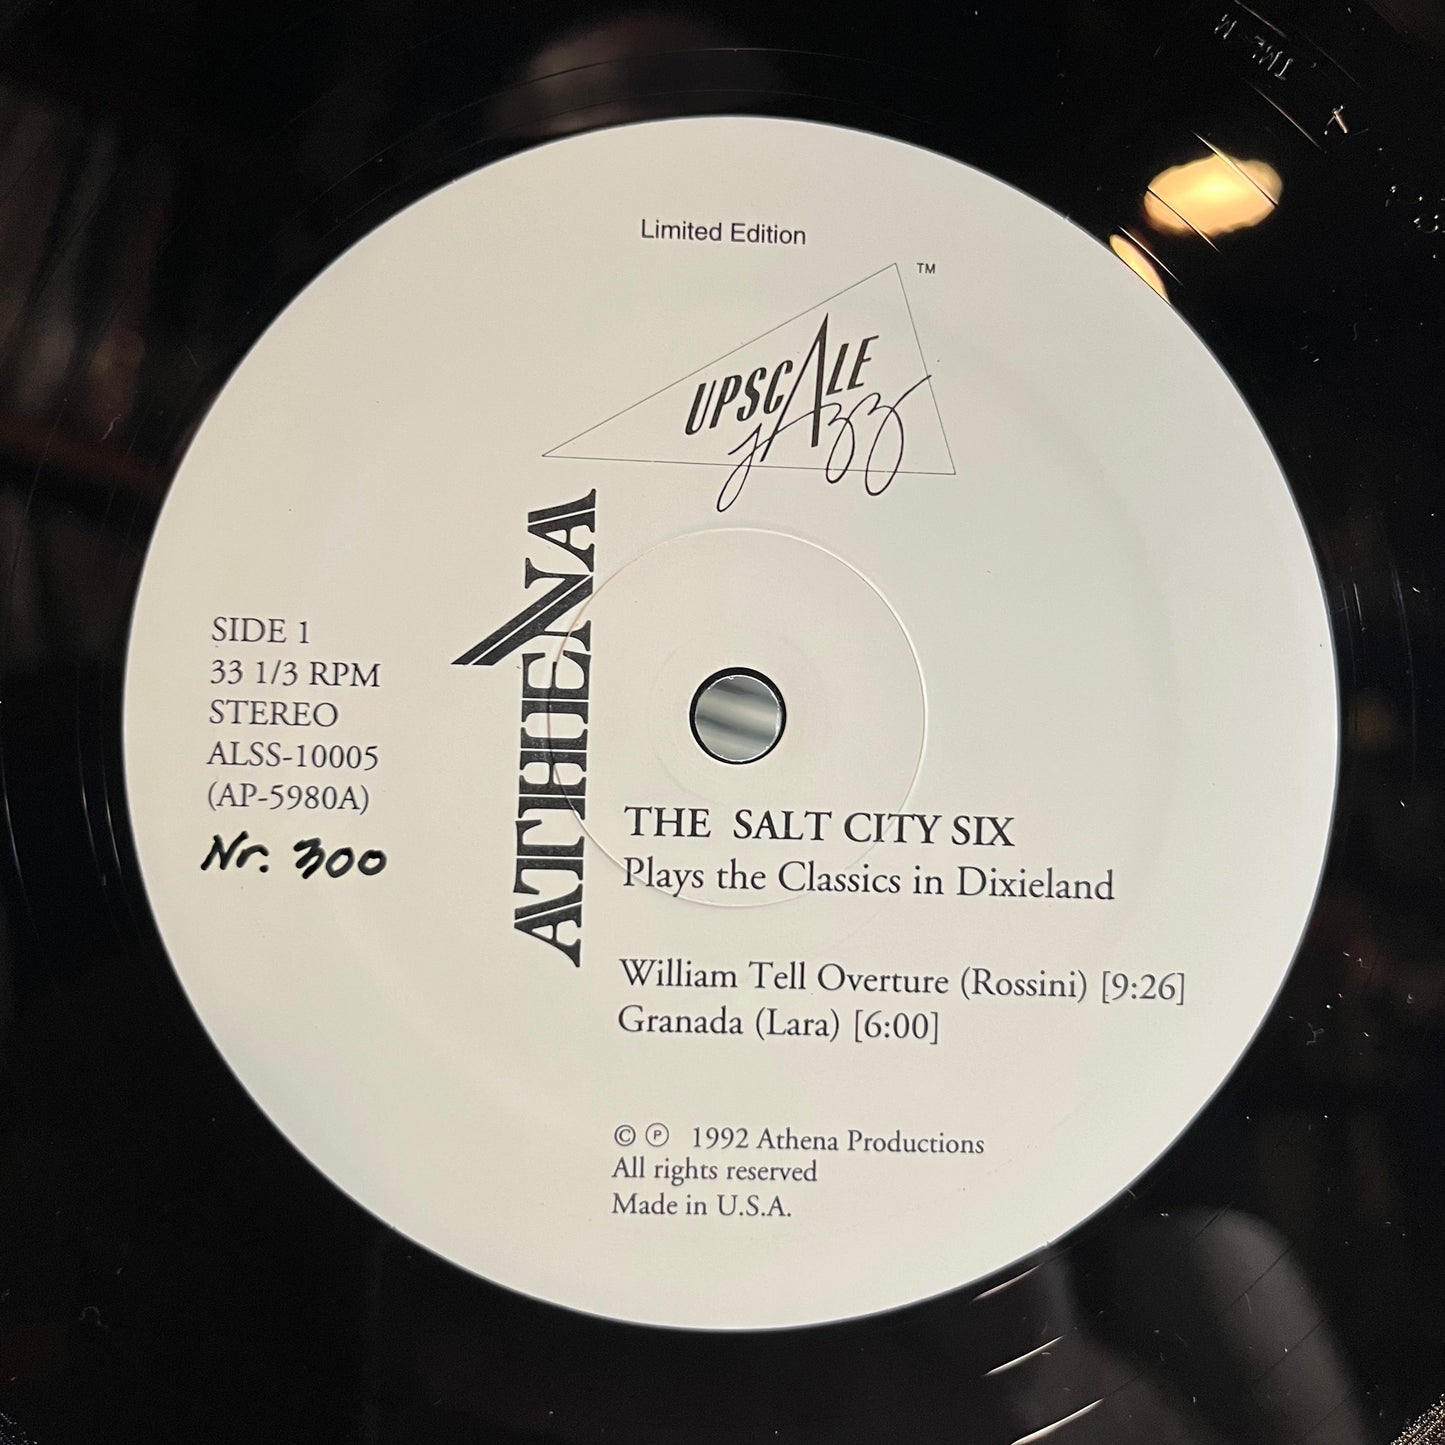 Limited Edition
TM
UPSCALE
JAZZ
ATHENA
SIDE 1
33 1/3 RPM
STEREO
ALSS-10005
(AP-5980A)
Nr. 300
THE SALT CITY SIX
Plays the Classics in Dixieland
William Tell Overture (Rossini) [9:26]
Granada (Lara) [6:00]
© ℗ 1992 Athena Productions
All rights reserved
Made in U.S.A.